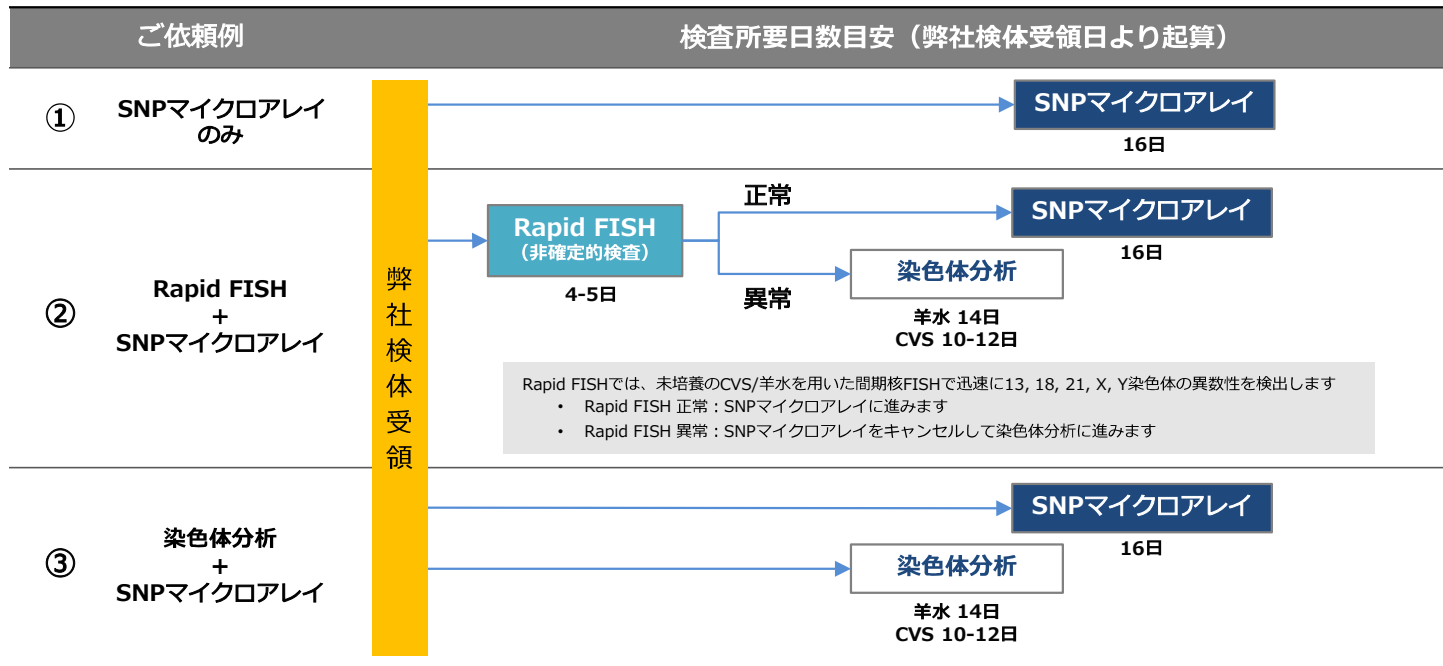 ご依頼例
検査所要日数目安（弊社検体受領日より起算）
①
SNPマイクロアレイ
のみ
SNPマイクロアレイ
16日
弊社検体受領
②
Rapid FISH
+
SNPマイクロアレイ
Rapid FISH
（非確定的検査）
4-5日
正常
SNPマイクロアレイ
16日
異常
染色体分析
羊水 14日
CVS 10-12日
Rapid FISHでは、未培養のCVS/羊水を用いた間期核FISHで迅速に13, 18, 21, X, Y染色体の異数性を検出します
• Rapid FISH 正常：SNPマイクロアレイに進みます
• Rapid FISH 異常：SNPマイクロアレイをキャンセルして染色体分析に進みます
③
染色体分析
+
SNPマイクロアレイ
SNPマイクロアレイ
16日
染色体分析
羊水 14日
CVS 10-12日